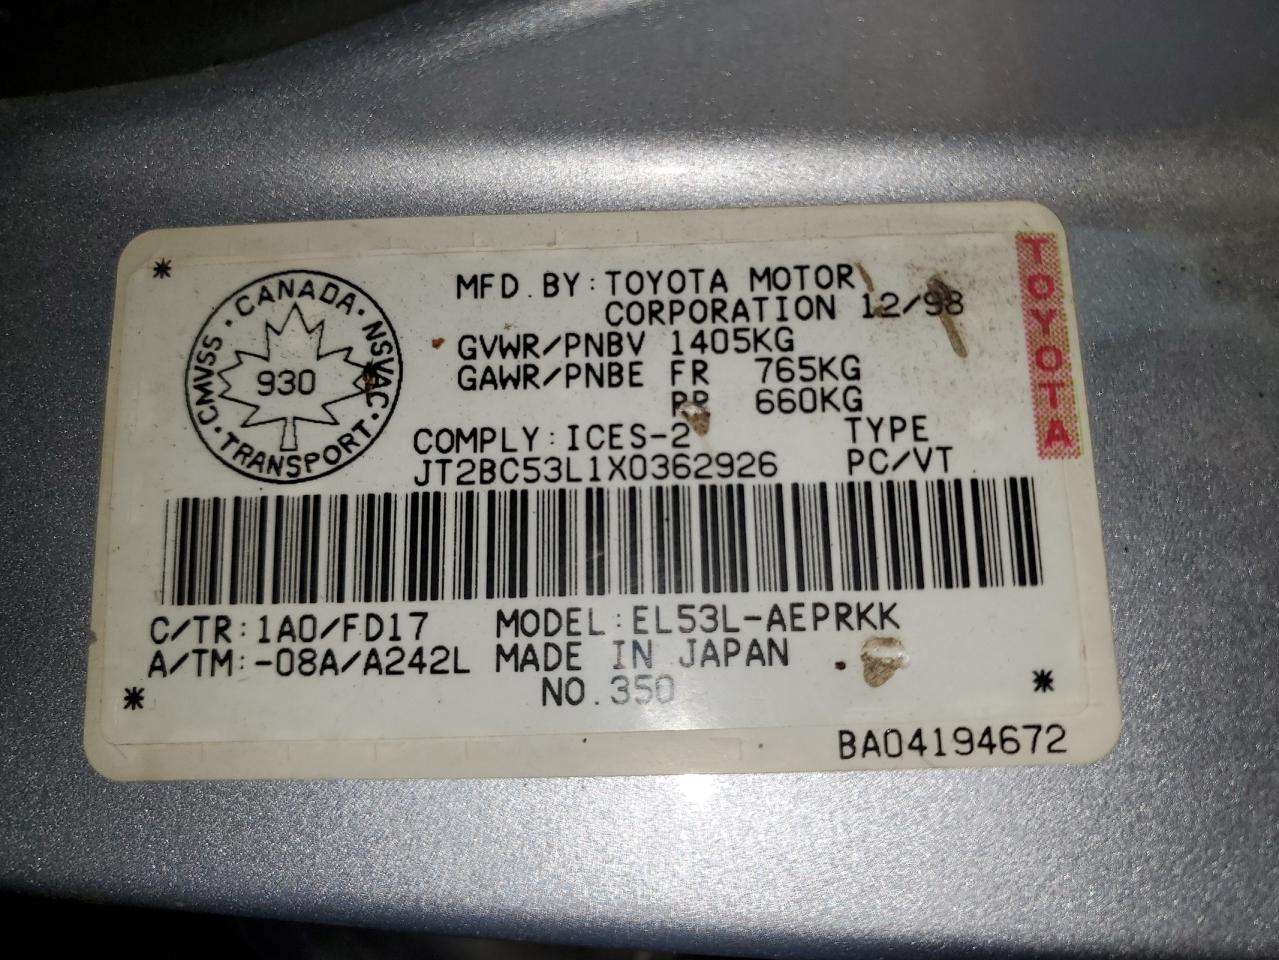 *
CANADA · NSVAC · TRANSPORT · CMVSS ·
930
MFD. BY: TOYOTA MOTOR
CORPORATION 12/98
GVWR/PNBV 1405KG
GAWR/PNBE FR 765KG
RR 660KG
COMPLY: ICES-2 TYPE
JT2BC53L1X0362926 PC/VT
TOYOTA
C/TR: 1A0/FD17 MODEL: EL53L-AEPRKK
A/TM: -08A/A242L MADE IN JAPAN
* NO. 350 *
BA04194672